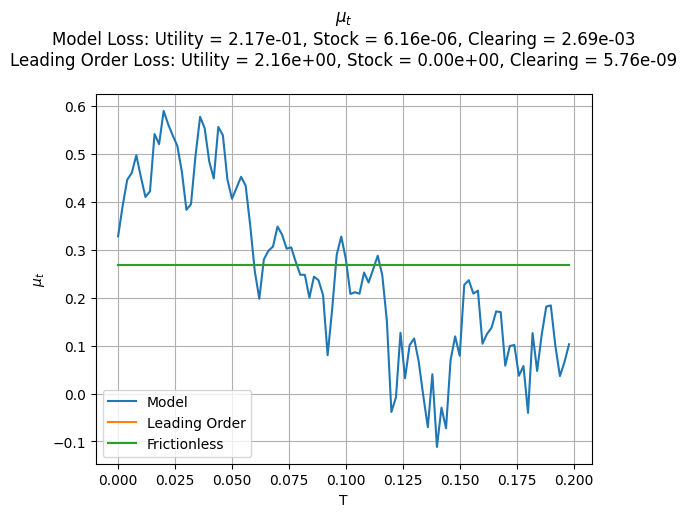 μ_t
Model Loss: Utility = 2.17e-01, Stock = 6.16e-06, Clearing = 2.69e-03
Leading Order Loss: Utility = 2.16e+00, Stock = 0.00e+00, Clearing = 5.76e-09
0.6
0.5
0.4
0.3
0.2
0.1
0.0
−0.1
μ_t
Model
Leading Order
Frictionless
0.000 0.025 0.050 0.075 0.100 0.125 0.150 0.175 0.200
T